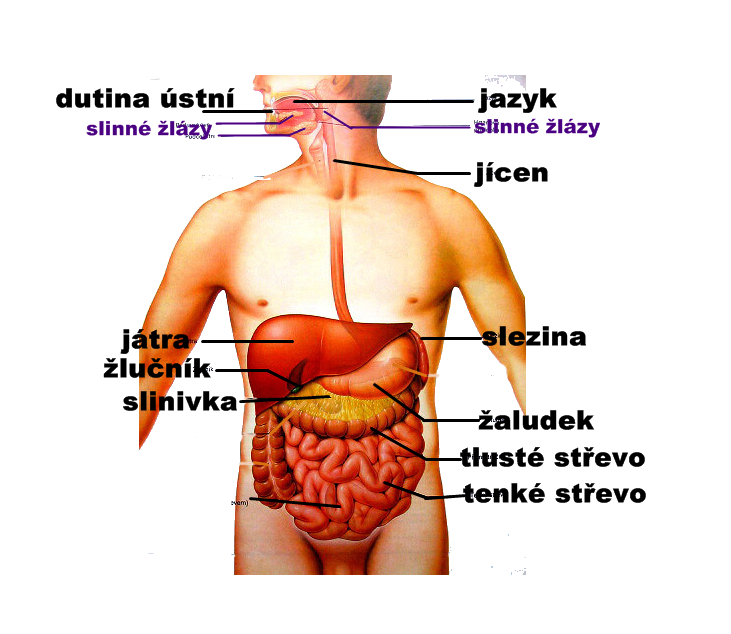 dutina ústní
jazyk
slinné žlázy
slinné žlázy
jícen
játra
slezina
žlučník
slinivka
žaludek
tlusté střevo
tenké střevo